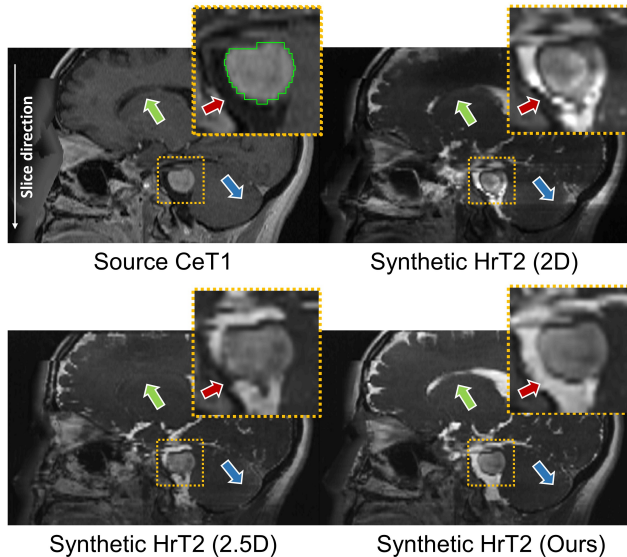 Slice direction
Source CeT1
Synthetic HrT2 (2D)
Synthetic HrT2 (2.5D)
Synthetic HrT2 (Ours)